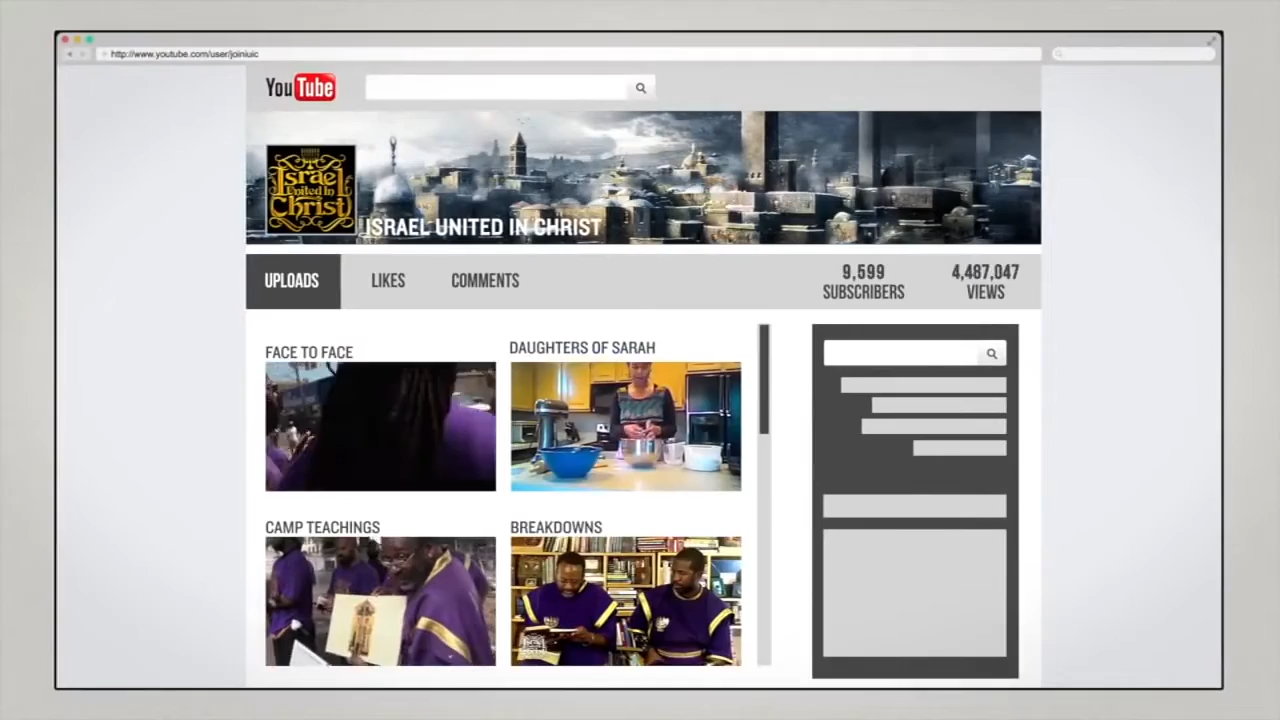 http://www.youtube.com/user/joiniuic
YouTube
Israel
United In
Christ
ISRAEL UNITED IN CHRIST
UPLOADS
LIKES
COMMENTS
9,599
SUBSCRIBERS
4,487,047
VIEWS
FACE TO FACE
DAUGHTERS OF SARAH
CAMP TEACHINGS
BREAKDOWNS